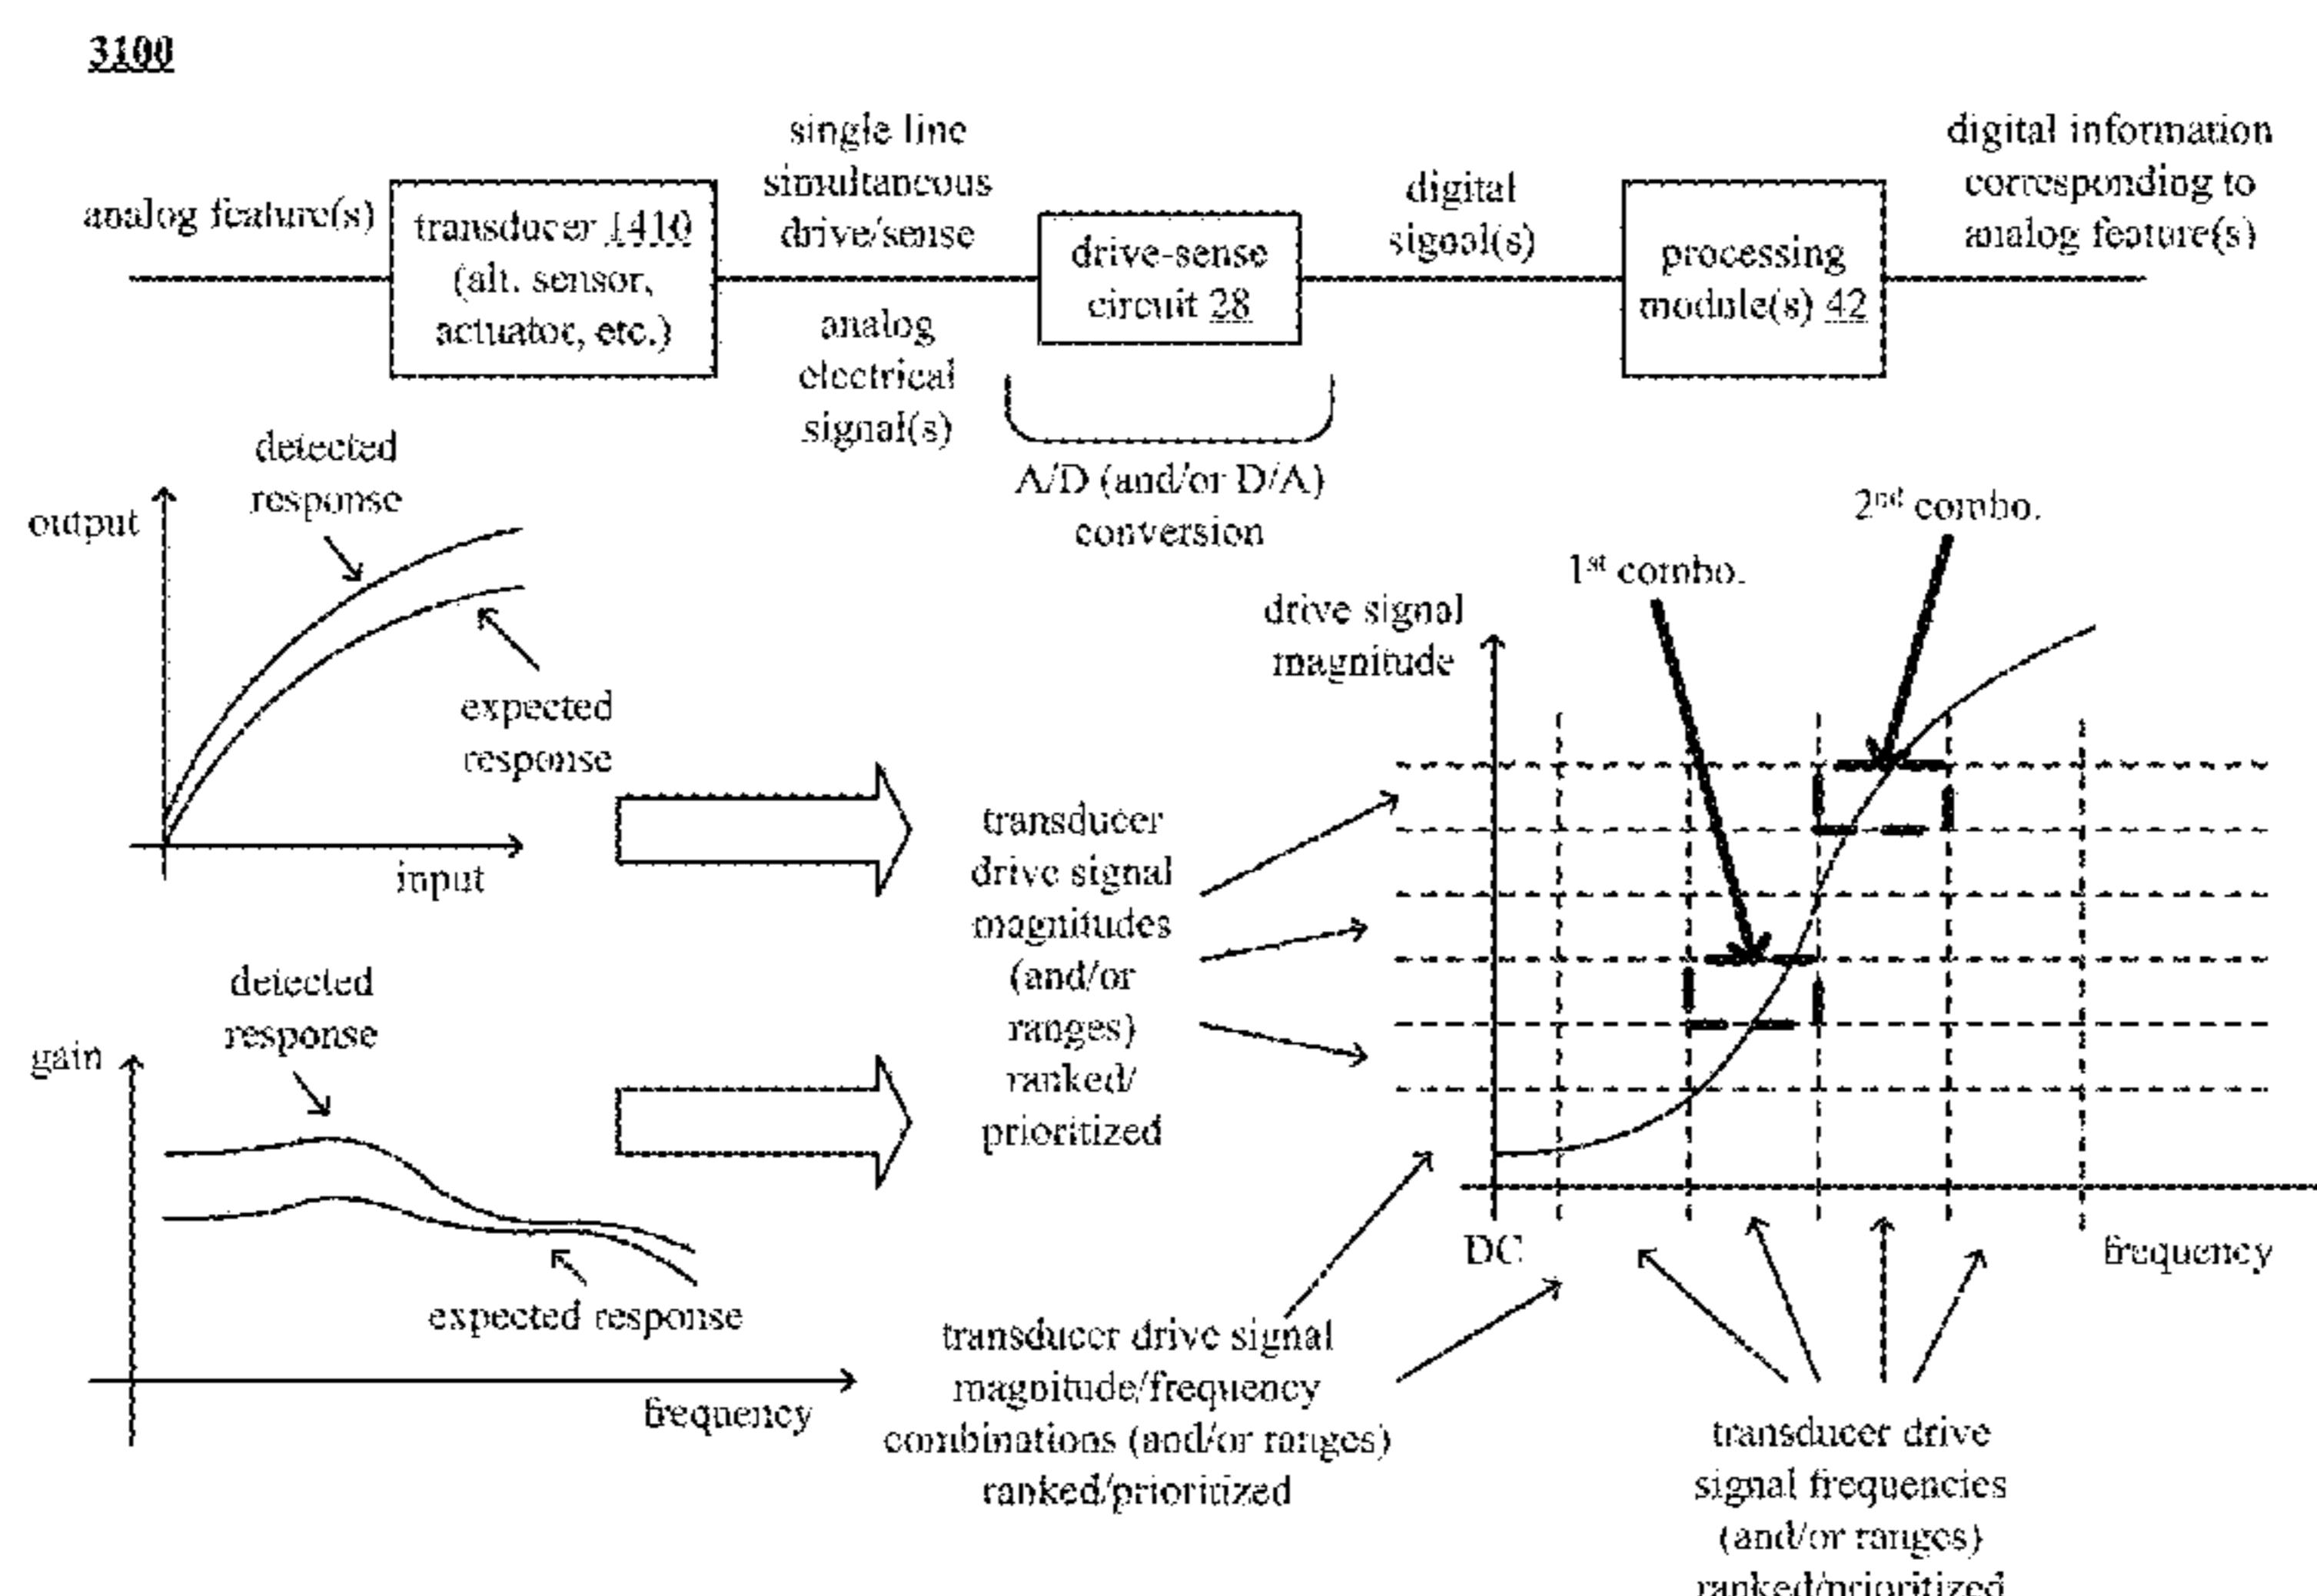 3100
analog feature(s)
transducer 1410
(alt. sensor,
actuator, etc.)
single line
simultaneous
drive/sense
analog
electrical
signal(s)
drive-sense
circuit 28
A/D (and/or D/A)
conversion
digital
signal(s)
processing
module(s) 42
digital information
corresponding to
analog feature(s)
output
detected
response
expected
response
input
gain
detected
response
expected response
frequency
transducer
drive signal
magnitudes
(and/or
ranges)
ranked/
prioritized
transducer drive signal
magnitude/frequency
combinations (and/or ranges)
ranked/prioritized
drive signal
magnitude
1st combo.
2nd combo.
DC
frequency
transducer drive
signal frequencies
(and/or ranges)
ranked/prioritized